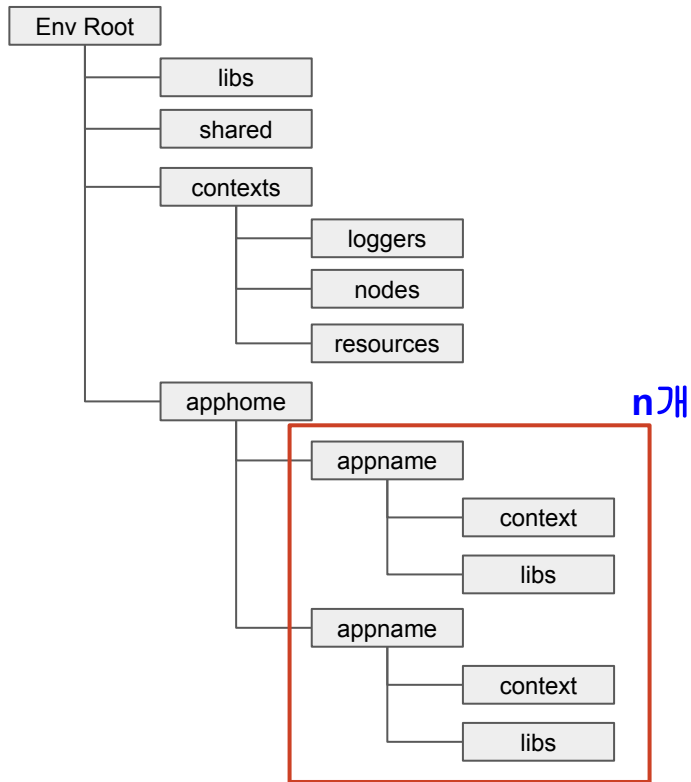 Env Root
libs
shared
contexts
loggers
nodes
resources
apphome
n개
appname
context
libs
appname
context
libs